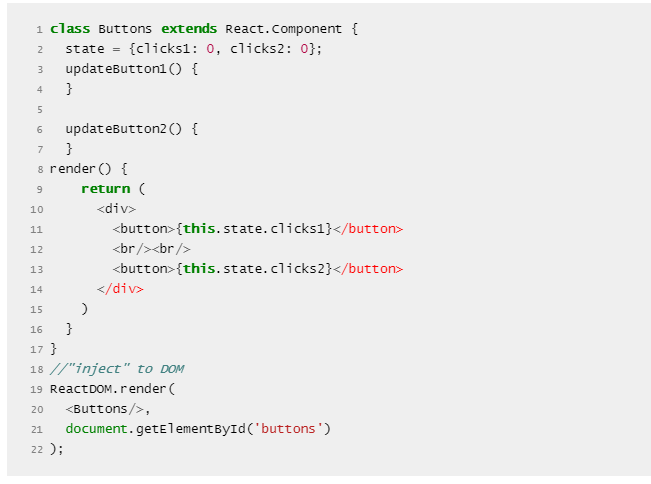 1 class Buttons extends React.Component {
2   state = {clicks1: 0, clicks2: 0};
3   updateButton1() {
4   }
5
6   updateButton2() {
7   }
8 render() {
9     return (
10       <div>
11         <button>{this.state.clicks1}</button>
12         <br/><br/>
13         <button>{this.state.clicks2}</button>
14       </div>
15     )
16   }
17 }
18 //"inject" to DOM
19 ReactDOM.render(
20   <Buttons/>,
21   document.getElementById('buttons')
22 );